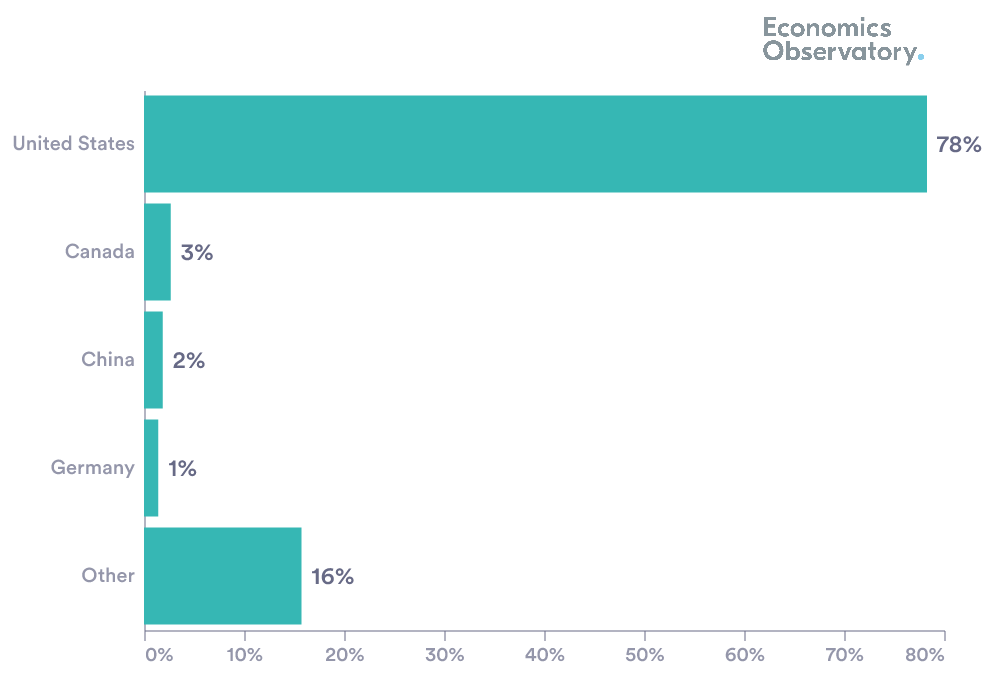 Economics
Observatory.
United States
78%
Canada
3%
China
2%
Germany
1%
Other
16%
0% 10% 20% 30% 40% 50% 60% 70% 80%